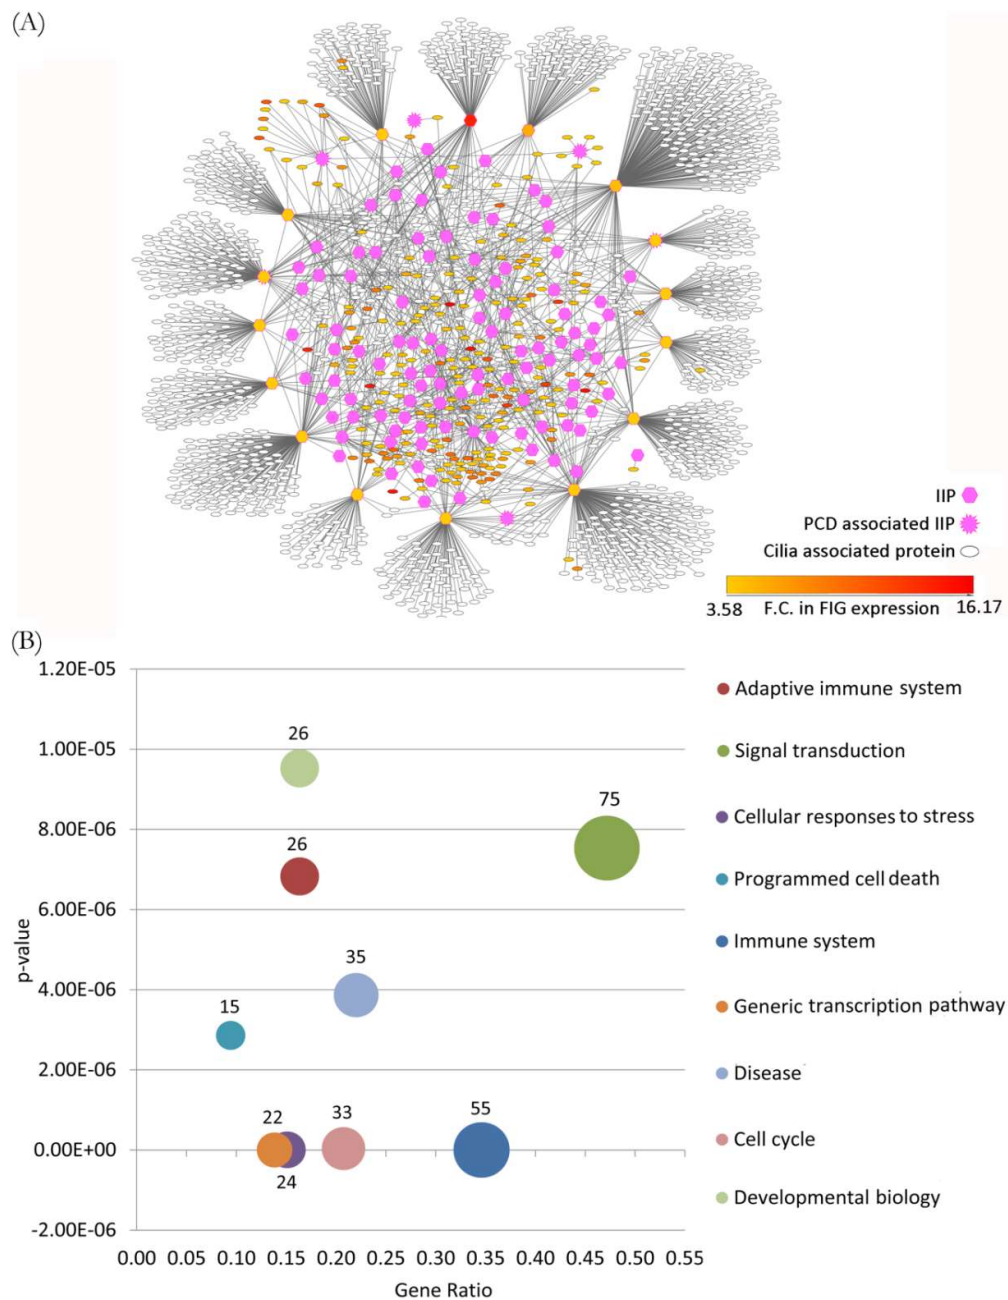 (A)
IIP
PCD associated IIP
Cilia associated protein
3.58 F.C. in FIG expression 16.17
(B)
1.20E-05
1.00E-05
8.00E-06
6.00E-06
4.00E-06
2.00E-06
0.00E+00
-2.00E-06
p-value
26
75
26
35
15
22
33
55
24
0.00 0.05 0.10 0.15 0.20 0.25 0.30 0.35 0.40 0.45 0.50 0.55
Gene Ratio
Adaptive immune system
Signal transduction
Cellular responses to stress
Programmed cell death
Immune system
Generic transcription pathway
Disease
Cell cycle
Developmental biology